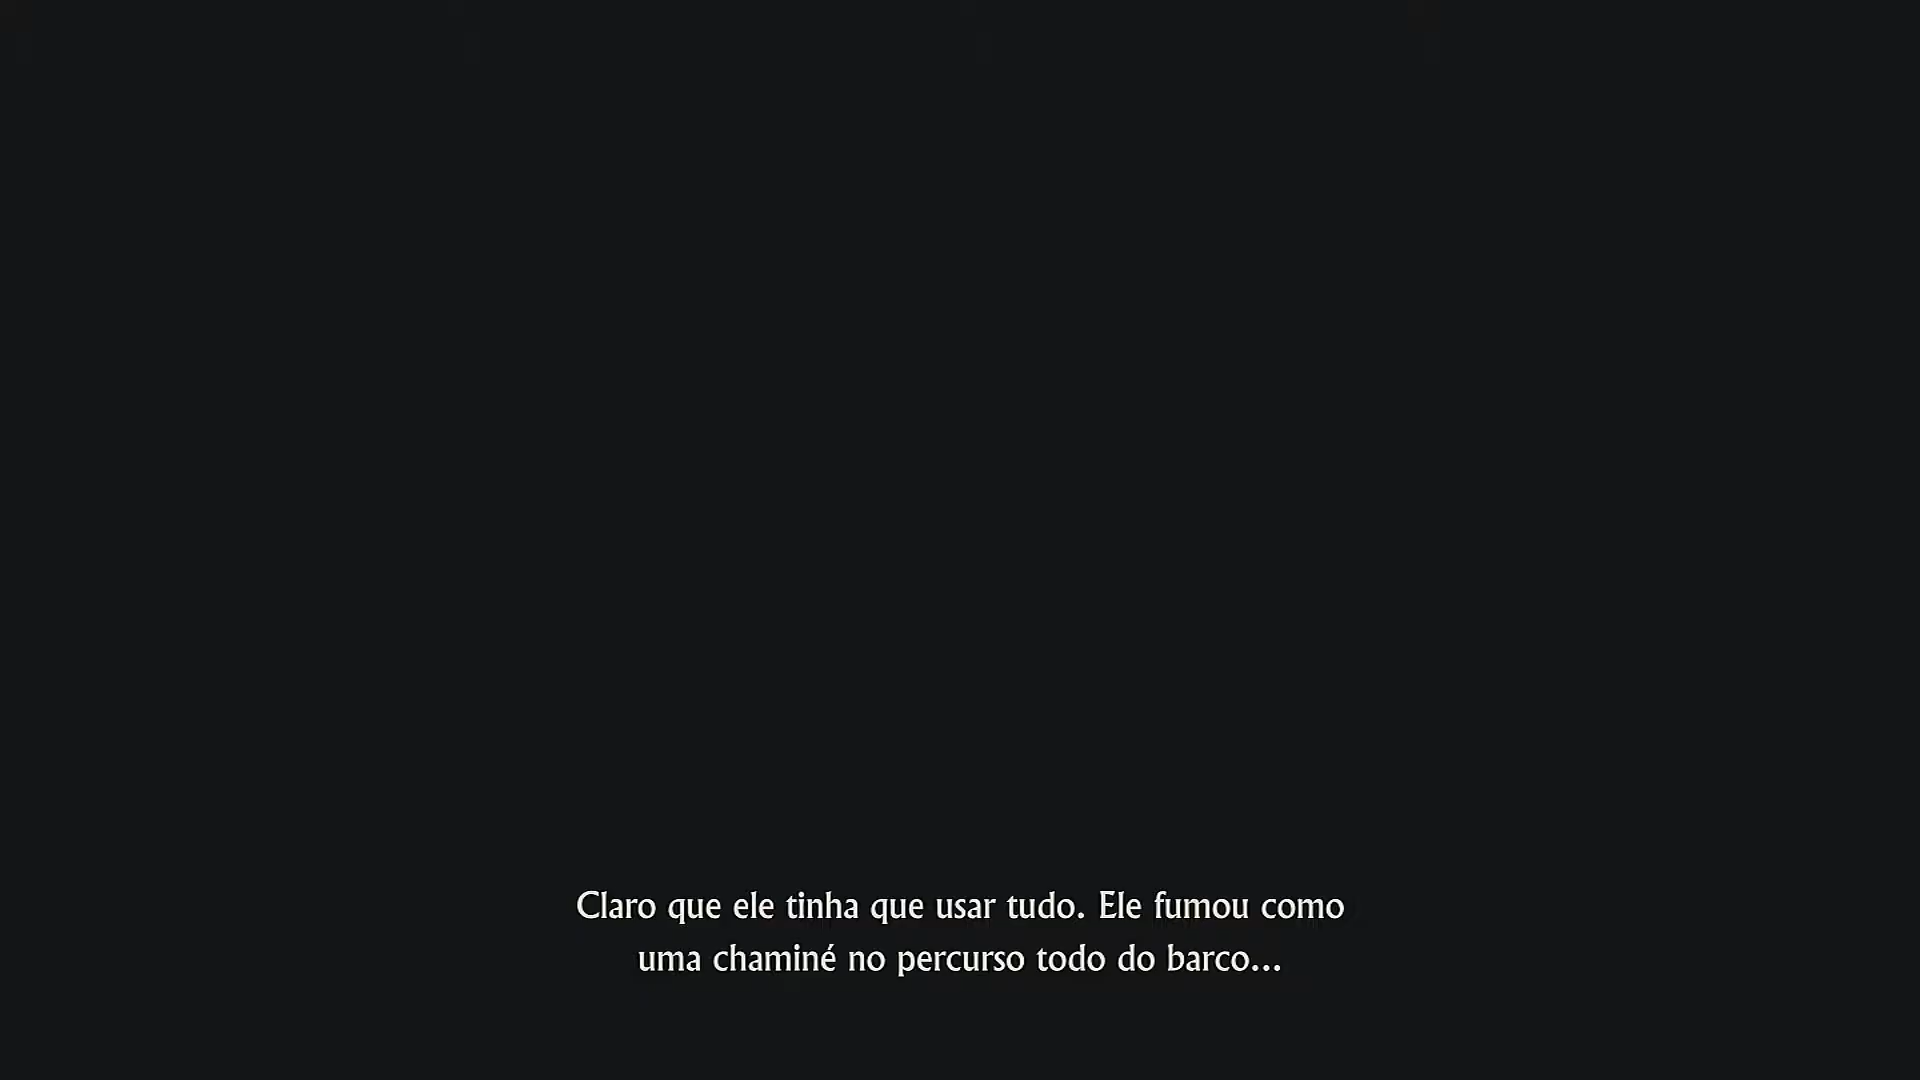 Claro que ele tinha que usar tudo. Ele fumou como
uma chaminé no percurso todo do barco...